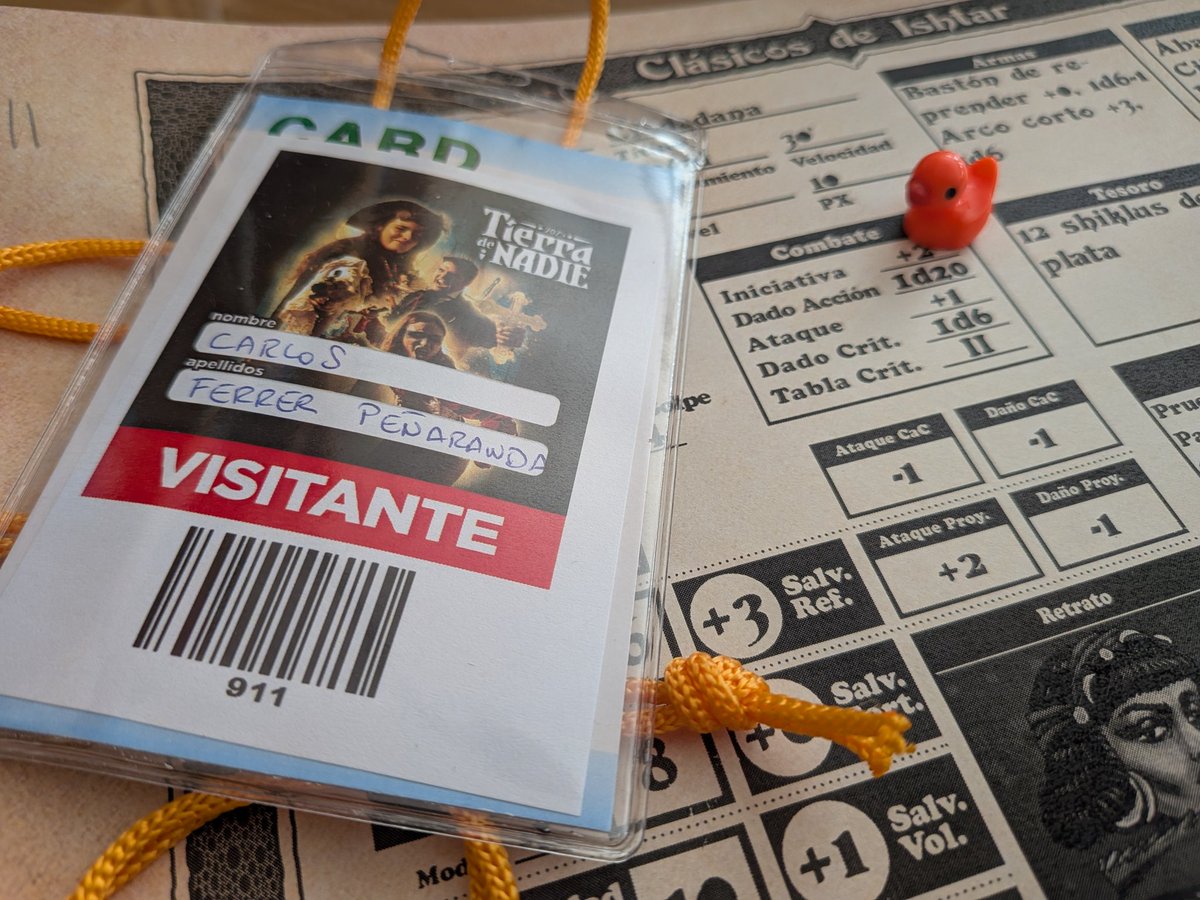 Clásicos de Ishtar
CARD
JORNADAS
Tierra
de
NADIE
nombre
CARLOS
apellidos
FERRER PEÑARANDA
VISITANTE
911
30
Velocidad
10
PX
Armas
Bastón de re-
prender +0, 1d6-1
Arco corto +3,
Combate
Iniciativa +2
Dado Acción 1d20
Ataque +1
Dado Crit. 1d6
Tabla Crit. II
Tesoro
12 shiklus de
plata
Ataque CaC
-1
Daño CaC
-1
Ataque Proy.
+2
Daño Proy.
-1
+3 Salv.
Ref.
Salv.
+1 Salv.
Vol.
8
Retrato